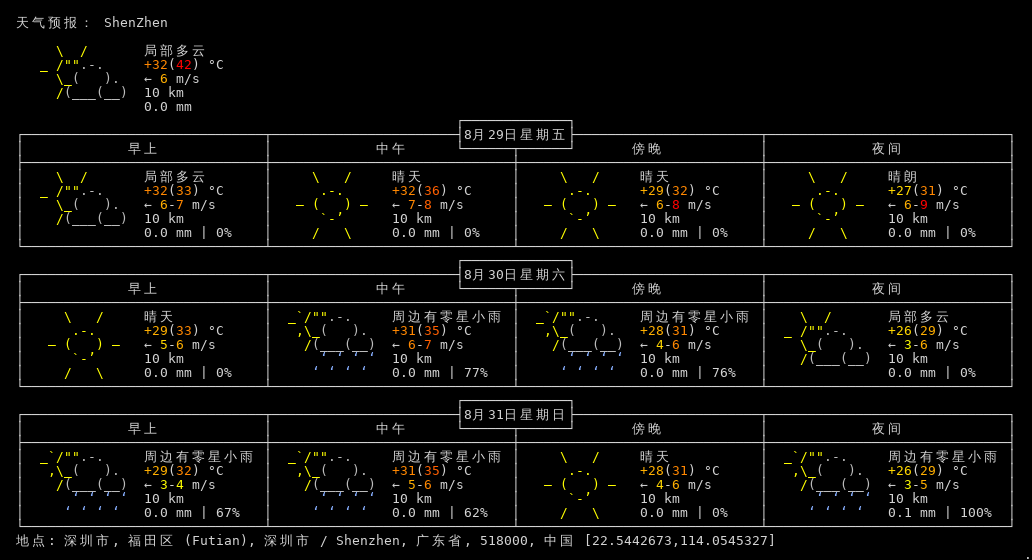 天气预报： ShenZhen
局部多云
+32(42) °C
← 6 m/s
10 km
0.0 mm
8月29日星期五
早上 中午 傍晚 夜间
局部多云 晴天 晴天 晴朗
+32(33) °C +32(36) °C +29(32) °C +27(31) °C
← 6-7 m/s ← 7-8 m/s ← 6-8 m/s ← 6-9 m/s
10 km 10 km 10 km 10 km
0.0 mm | 0% 0.0 mm | 0% 0.0 mm | 0% 0.0 mm | 0%
8月30日星期六
早上 中午 傍晚 夜间
晴天 周边有零星小雨 周边有零星小雨 局部多云
+29(33) °C +31(35) °C +28(31) °C +26(29) °C
← 5-6 m/s ← 6-7 m/s ← 4-6 m/s ← 3-6 m/s
10 km 10 km 10 km 10 km
0.0 mm | 0% 0.0 mm | 77% 0.0 mm | 76% 0.0 mm | 0%
8月31日星期日
早上 中午 傍晚 夜间
周边有零星小雨 周边有零星小雨 晴天 周边有零星小雨
+29(32) °C +31(35) °C +28(31) °C +26(29) °C
← 3-4 m/s ← 5-6 m/s ← 4-6 m/s ← 3-5 m/s
10 km 10 km 10 km 10 km
0.0 mm | 67% 0.0 mm | 62% 0.0 mm | 0% 0.1 mm | 100%
地点: 深圳市, 福田区 (Futian), 深圳市 / Shenzhen, 广东省, 518000, 中国 [22.5442673,114.0545327]